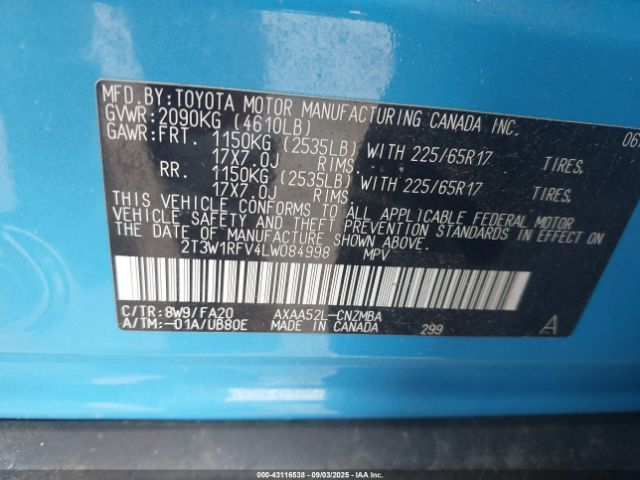 MFD.BY:TOYOTA MOTOR MANUFACTURING CANADA INC.
GVWR:2090KG (4610LB)
GAWR:FRT. 1150KG (2535LB) WITH 225/65R17 TIRES,
17X7.0J RIMS.
RR. 1150KG (2535LB) WITH 225/65R17 TIRES,
17X7.0J RIMS.
THIS VEHICLE CONFORMS TO ALL APPLICABLE FEDERAL MOTOR
VEHICLE SAFETY AND THEFT PREVENTION STANDARDS IN EFFECT ON
THE DATE OF MANUFACTURE SHOWN ABOVE.
2T3W1RFV4LW084998 MPV
C/TR:8W9/FA20 AXAA52L-CNZMBA
A/TM:-01A/UB80E MADE IN CANADA 299 A
000-43116538 - 09/03/2025 - IAAI, Inc.